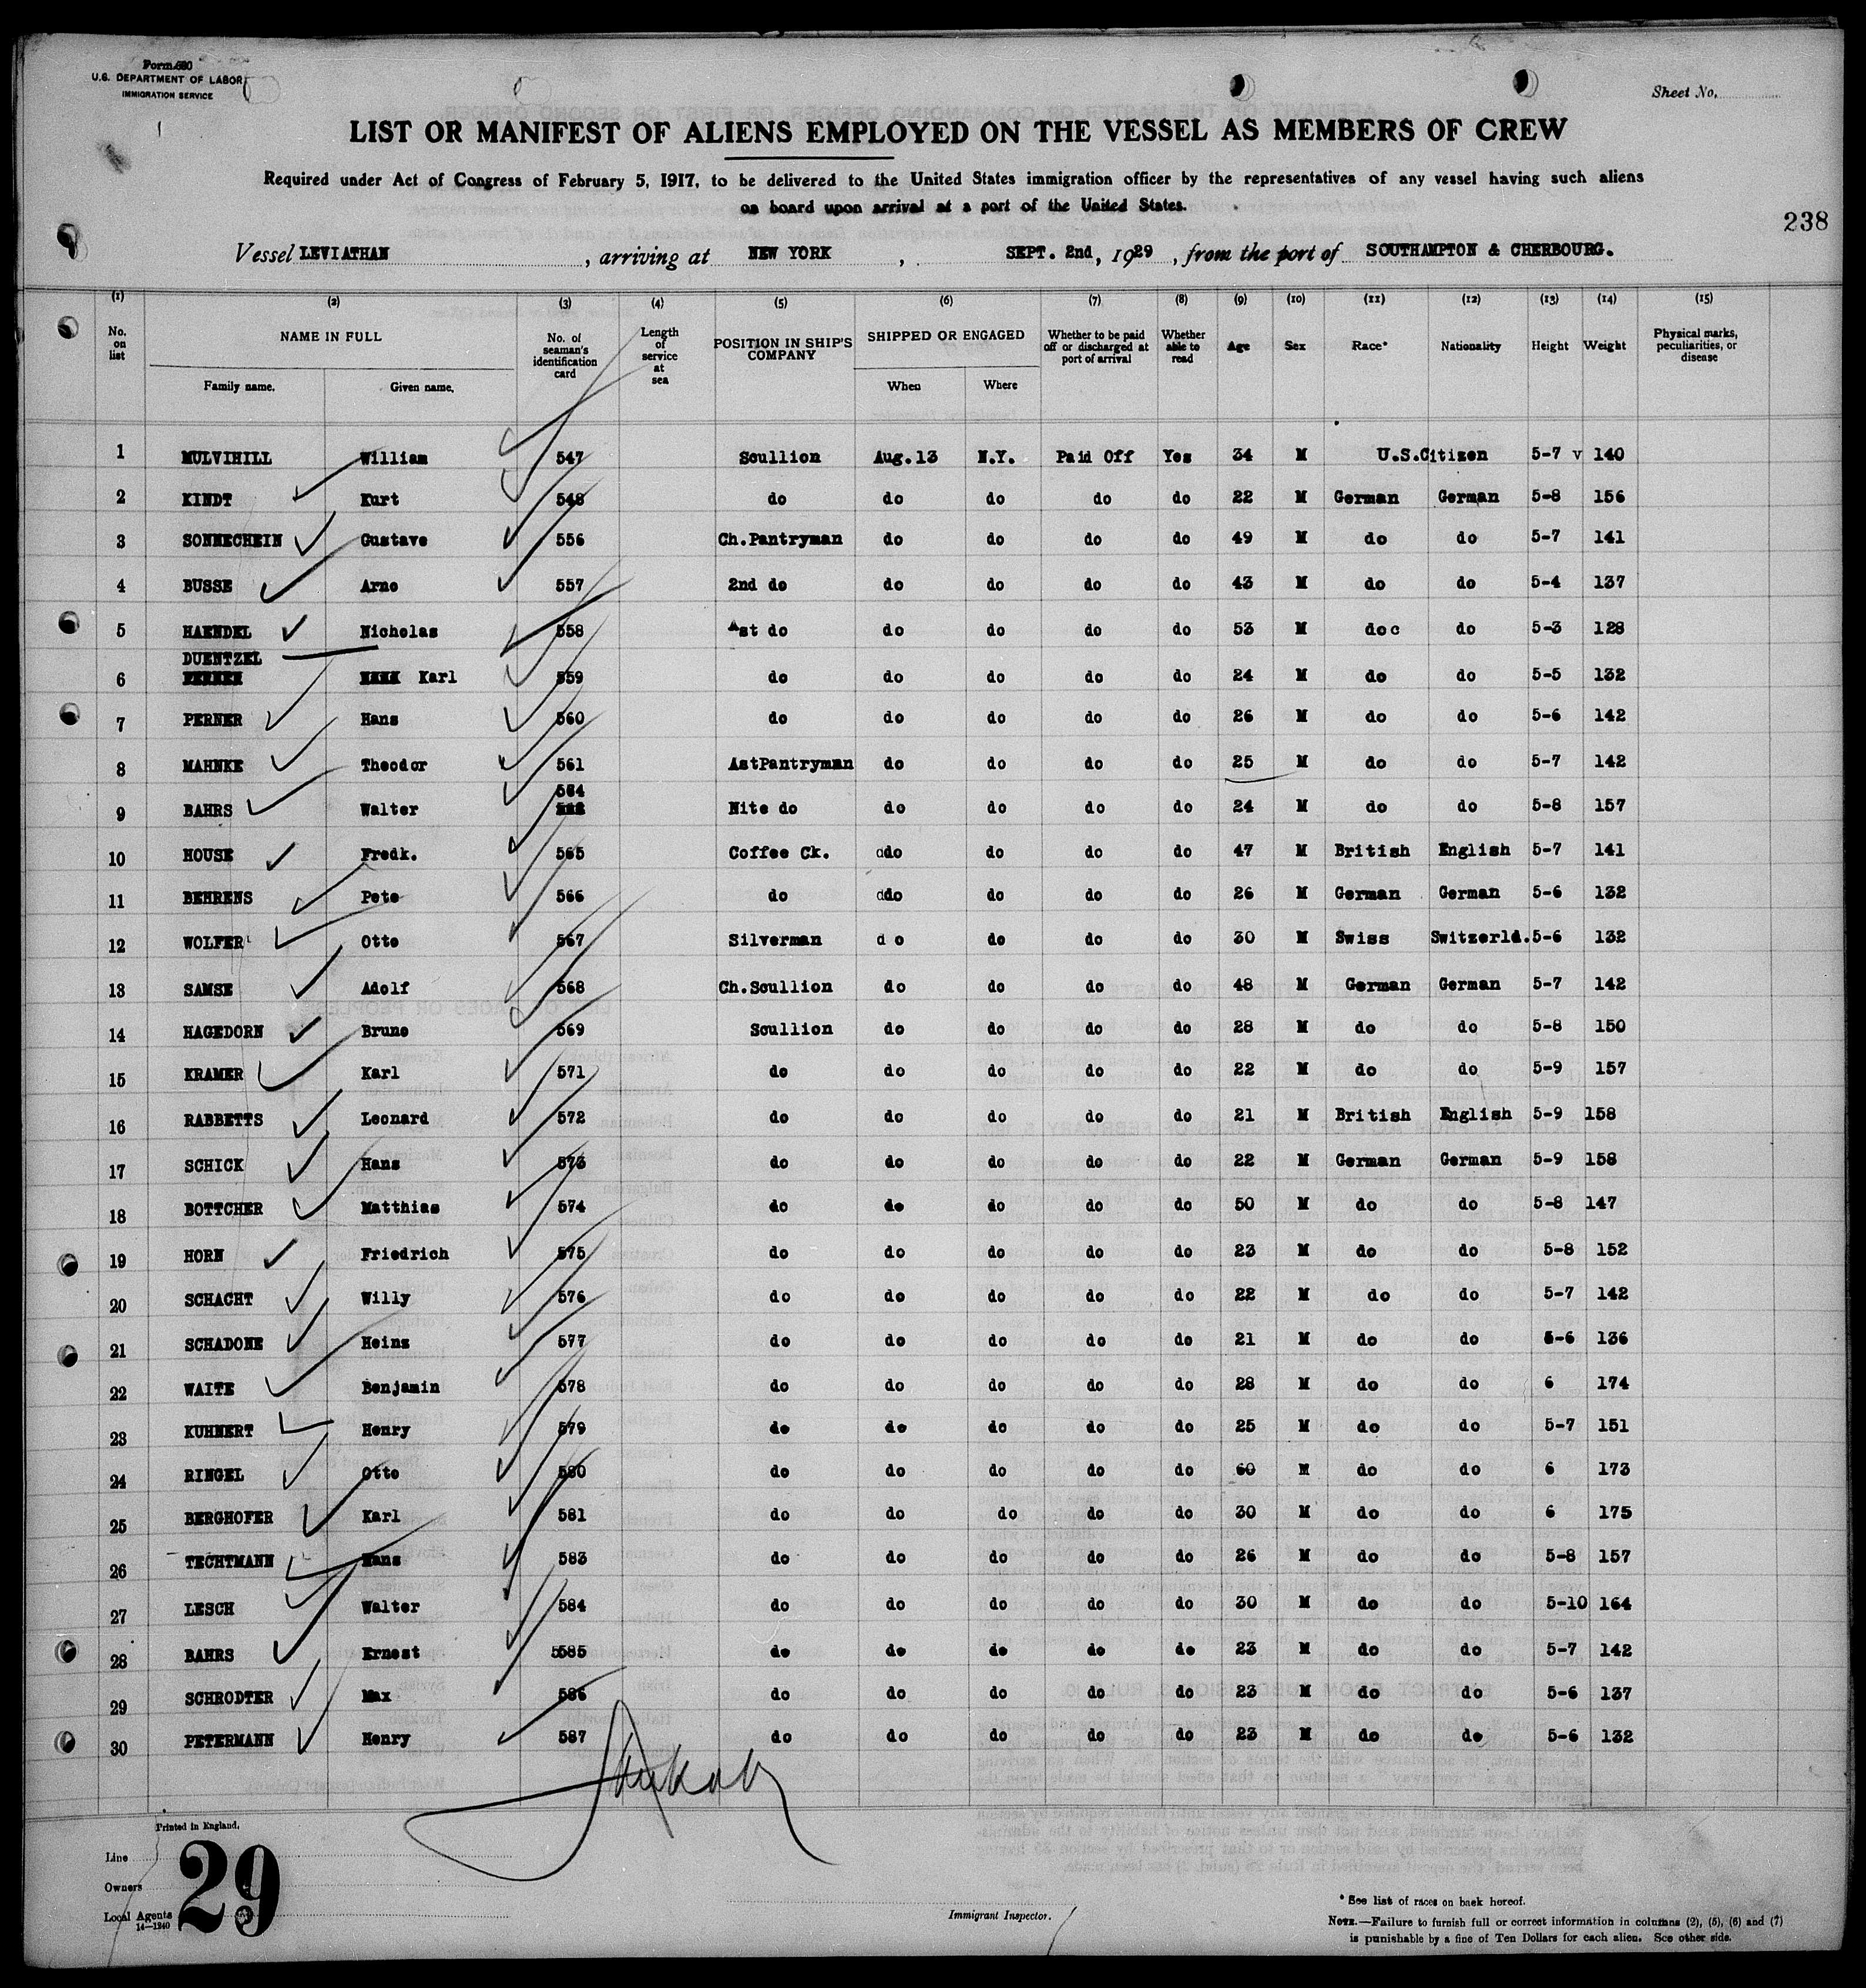 Form 680
U.S. DEPARTMENT OF LABOR
IMMIGRATION SERVICE
Sheet No.
LIST OR MANIFEST OF ALIENS EMPLOYED ON THE VESSEL AS MEMBERS OF CREW
Required under Act of Congress of February 5, 1917, to be delivered to the United States immigration officer by the representatives of any vessel having such aliens
on board upon arrival at a port of the United States.
238
Vessel LEVIATHAN , arriving at NEW YORK , SEPT. 2nd, 1929 , from the port of SOUTHAMPTON & CHERBOURG.
(1) (2) (3) (4) (5) (6) (7) (8) (9) (10) (11) (12) (13) (14) (15)
No. on list NAME IN FULL Family name. Given name. No. of seaman's identification card Length of service at sea POSITION IN SHIP'S COMPANY SHIPPED OR ENGAGED When Where Whether to be paid off or discharged at port of arrival Whether able to read Age Sex Race* Nationality Height Weight Physical marks, peculiarities, or disease
1 MULVIHILL William 547 Scullion Aug.13 N.Y. Paid Off Yes 34 M U.S.Citizen 5-7 v 140
2 KINDT Kurt 548 do do do do do 22 M German German 5-8 156
3 SONNECHEIN Gustave 556 Ch.Pantryman do do do do 49 M do do 5-7 141
4 BUSSE Arno 557 2nd do do do do do 43 M do do 5-4 137
5 HAENDEL Nicholas 558 Ast do do do do do 53 M doc do 5-3 128
DUENTZEL
6 Karl 559 do do do do do 24 M do do 5-5 132
7 PERNER Hans 560 do do do do do 26 M do do 5-6 142
8 MAHNKE Theodor 561 AstPantryman do do do do 25 M do do 5-7 142
564
9 BAHRS Walter Nite do do do do do 24 M do do 5-8 157
10 HOUSE Fredk. 565 Coffee Ck. ddo do do do 47 M British English 5-7 141
11 BEHRENS Pete 566 do ddo do do do 26 M German German 5-6 132
12 WOLFER Otto 567 Silverman d o do do do 30 M Swiss Switzerld. 5-6 132
13 SAMSE Adolf 568 Ch.Scullion do do do do 48 M German German 5-7 142
14 HAGEDORN Bruno 569 Scullion do do do do 28 M do do 5-8 150
15 KRAMER Karl 571 do do do do do 22 M do do 5-9 157
16 RABBETTS Leonard 572 do do do do do 21 M British English 5-9 158
17 SCHICK Hans 573 do do do do do 22 M German German 5-9 158
18 BOTTCHER Matthias 574 do do do do do 50 M do do 5-8 147
19 HORN Friedrich 575 do do do do do 23 M do do 5-8 152
20 SCHACHT Willy 576 do do do do do 22 M do do 5-7 142
21 SCHADONE Heinz 577 do do do do do 21 M do do 5-6 136
22 WAITE Benjamin 578 do do do do do 28 M do do 6 174
23 KUHNERT Henry 579 do do do do do 25 M do do 5-7 151
24 RINGEL Otto 580 do do do do do 60 M do do 6 173
25 BERGHOFER Karl 581 do do do do do 30 M do do 6 175
26 TECHTMANN Hans 583 do do do do do 26 M do do 5-8 157
27 LESCH Walter 584 do do do do do 30 M do do 5-10 164
28 BAHRS Ernest 5585 do do do do do 23 M do do 5-7 142
29 SCHRODTER Max 586 do do do do do 23 M do do 5-6 137
30 PETERMANN Henry 587 do do do do do 23 M do do 5-6 132
Printed in England.
Line
Owners
Local Agents
14—1240
29
Immigrant Inspector.
* See list of races on back hereof.
NOTE.—Failure to furnish full or correct information in columns (2), (5), (6) and (7)
is punishable by a fine of Ten Dollars for each alien. See other side.